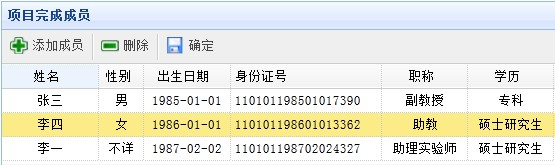 项目完成成员
添加成员 删除 确定
姓名 性别 出生日期 身份证号 职称 学历
张三 男 1985-01-01 110101198501017390 副教授 专科
李四 女 1986-01-01 110101198601013362 助教 硕士研究生
李一 不详 1987-02-02 110101198702024327 助理实验师 硕士研究生